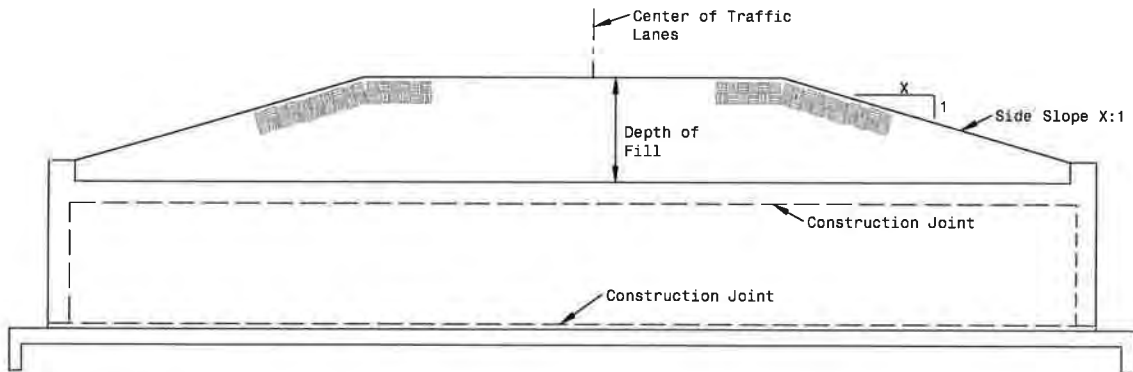 Center of Traffic
Lanes
X
1
Side Slope X:1
Depth of
Fill
Construction Joint
Construction Joint